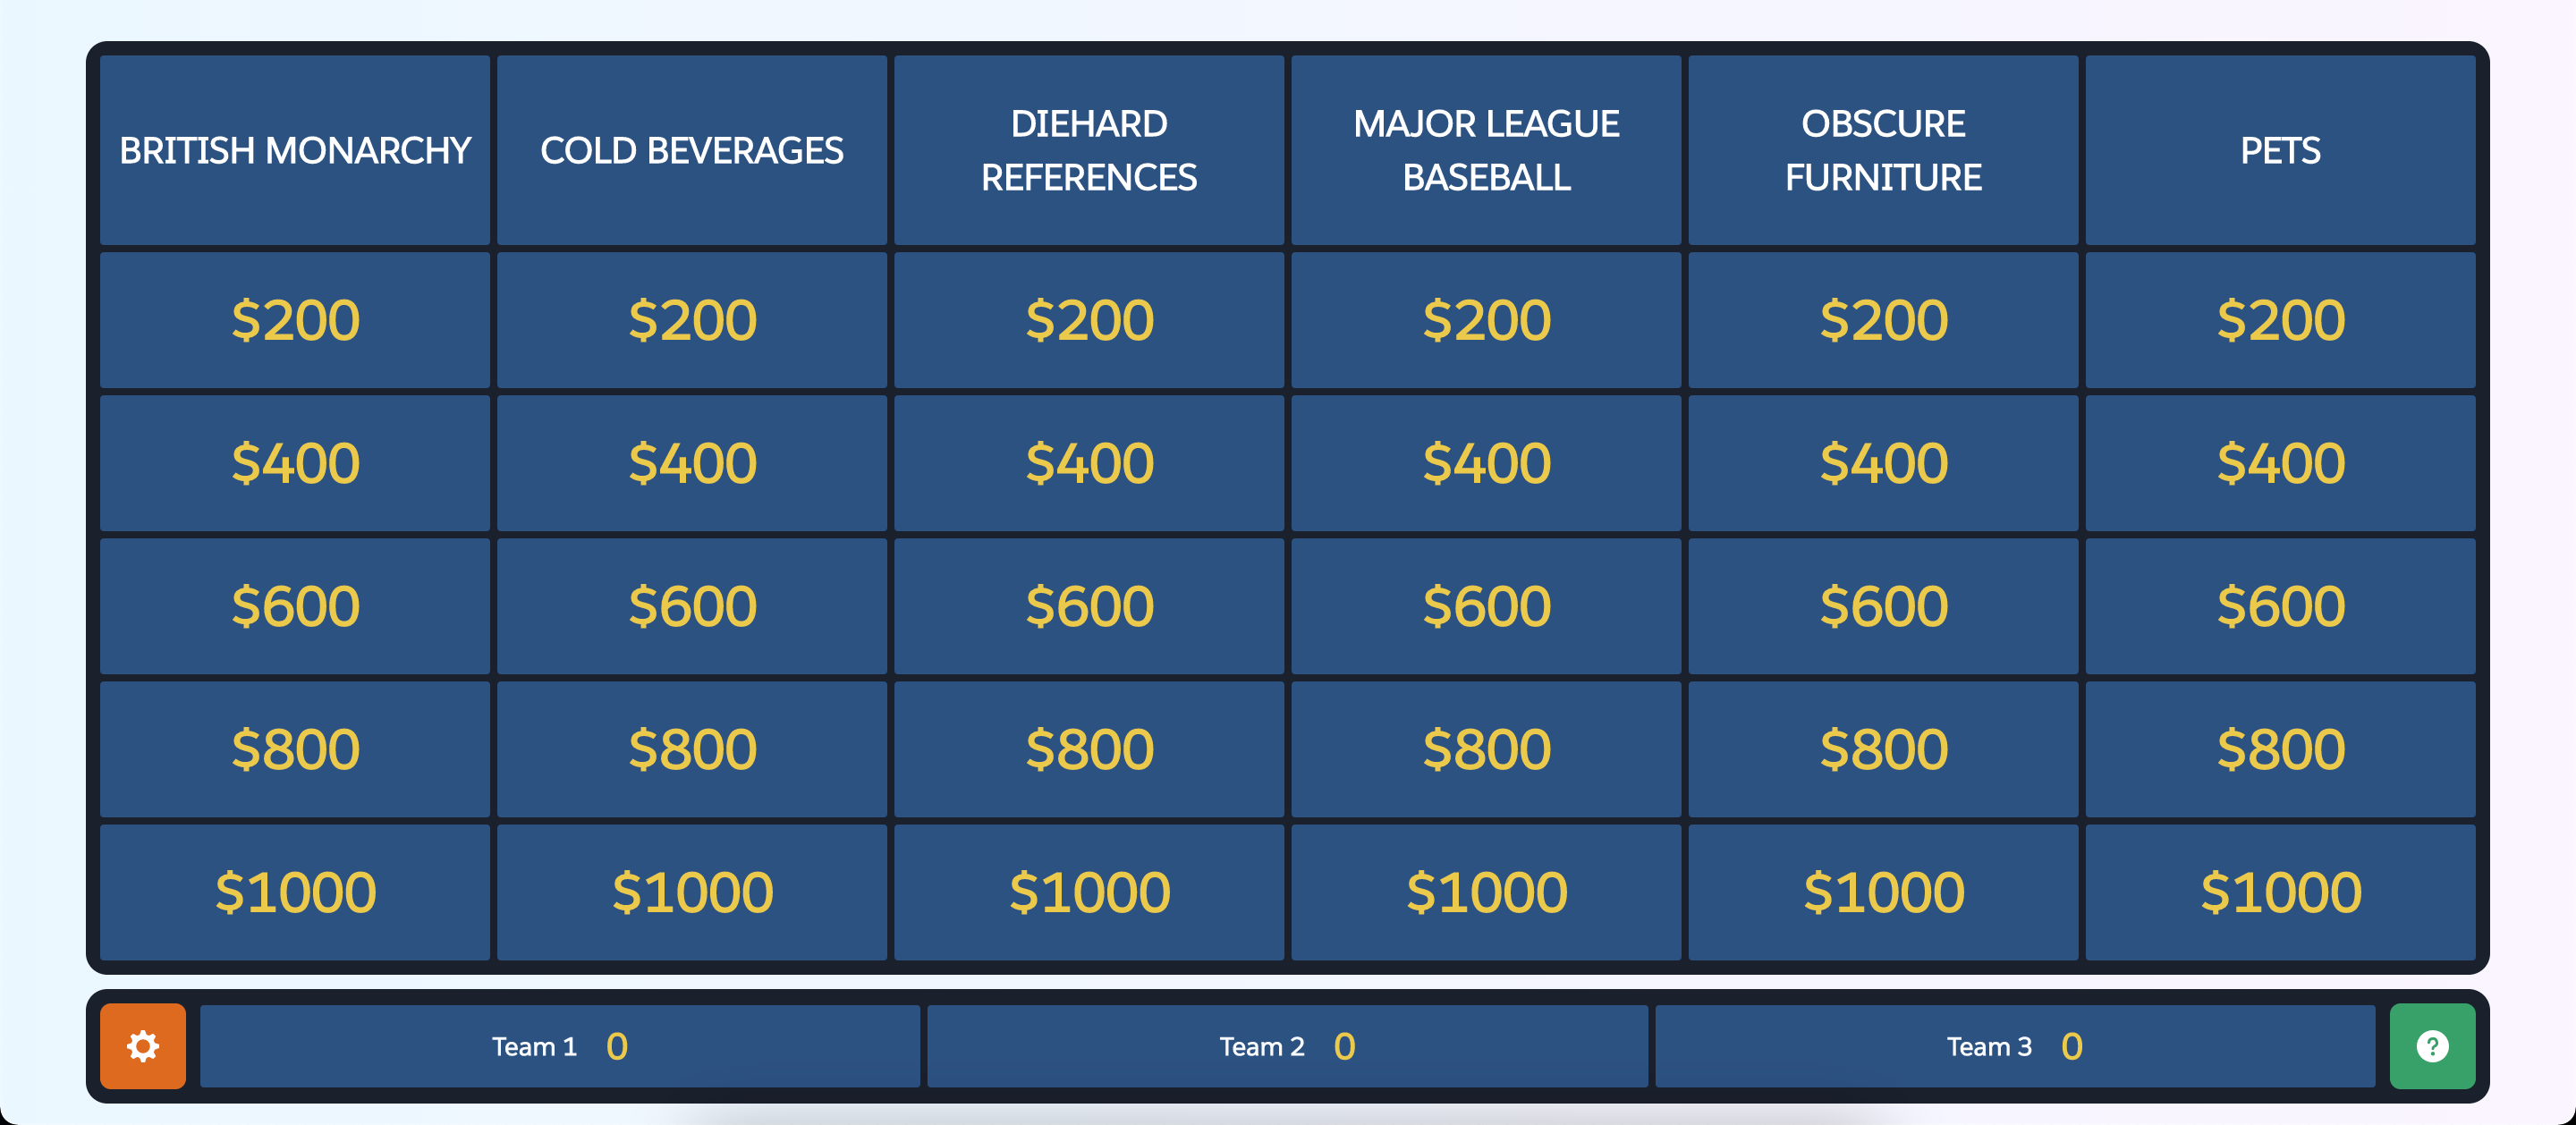 BRITISH MONARCHY
COLD BEVERAGES
DIEHARD
REFERENCES
MAJOR LEAGUE
BASEBALL
OBSCURE
FURNITURE
PETS
$200 $200 $200 $200 $200 $200
$400 $400 $400 $400 $400 $400
$600 $600 $600 $600 $600 $600
$800 $800 $800 $800 $800 $800
$1000 $1000 $1000 $1000 $1000 $1000
Team 1 0 Team 2 0 Team 3 0 ?